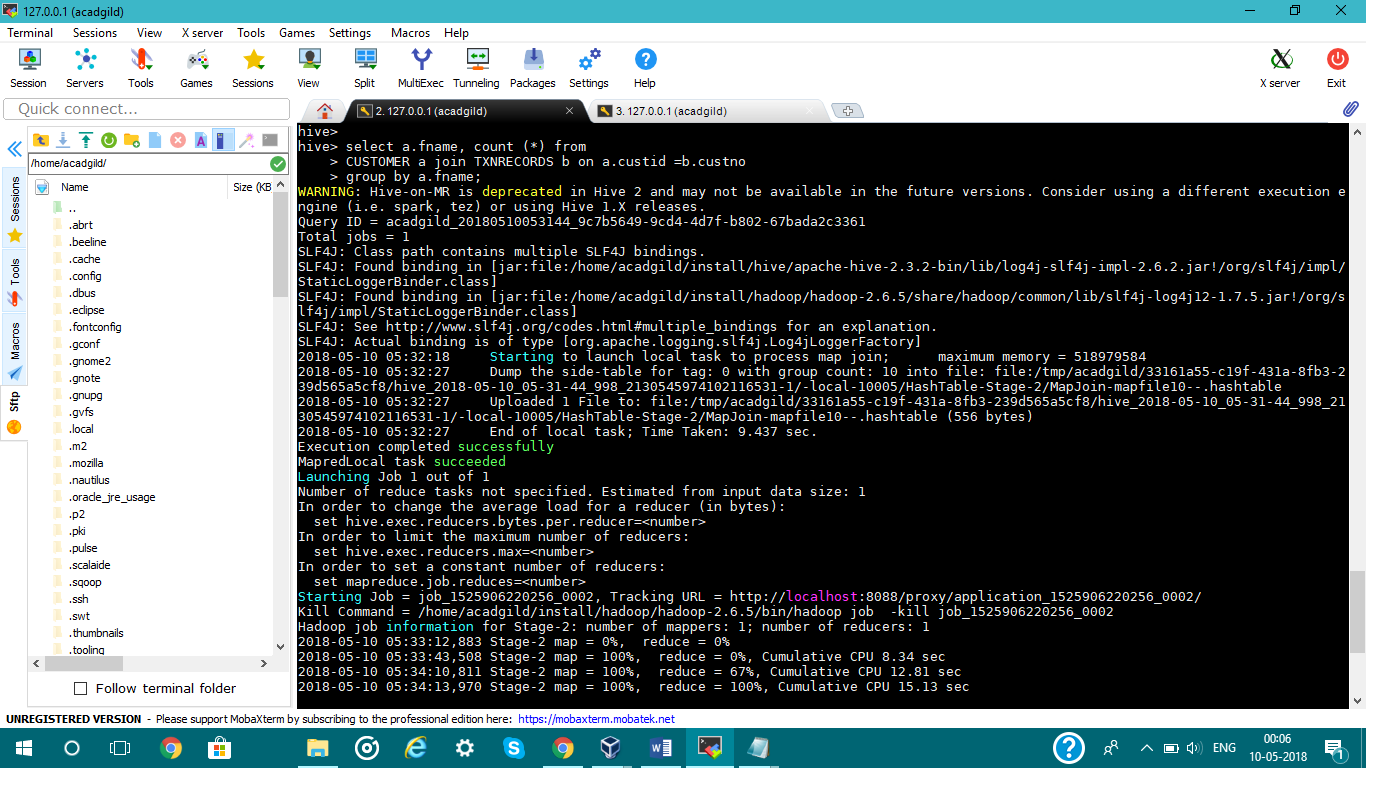 127.0.0.1 (acadgild)
Terminal Sessions View X server Tools Games Settings Macros Help
Session Servers Tools Games Sessions View Split MultiExec Tunneling Packages Settings Help X server Exit
Quick connect...
2. 127.0.0.1 (acadgild)
3. 127.0.0.1 (acadgild)
/home/acadgild/
Name Size (KB
Sessions
Tools
Macros
Sftp
..
.abrt
.beeline
.cache
.config
.dbus
.eclipse
.fontconfig
.gconf
.gnome2
.gnote
.gnupg
.gvfs
.local
.m2
.mozilla
.nautilus
.oracle_jre_usage
.p2
.pki
.pulse
.scalaide
.sqoop
.ssh
.swt
.thumbnails
.tooling
Follow terminal folder
hive>
hive> select a.fname, count (*) from
    > CUSTOMER a join TXNRECORDS b on a.custid =b.custno
    > group by a.fname;
WARNING: Hive-on-MR is deprecated in Hive 2 and may not be available in the future versions. Consider using a different execution e
ngine (i.e. spark, tez) or using Hive 1.X releases.
Query ID = acadgild_20180510053144_9c7b5649-9cd4-4d7f-b802-67bada2c3361
Total jobs = 1
SLF4J: Class path contains multiple SLF4J bindings.
SLF4J: Found binding in [jar:file:/home/acadgild/install/hive/apache-hive-2.3.2-bin/lib/log4j-slf4j-impl-2.6.2.jar!/org/slf4j/impl/
StaticLoggerBinder.class]
SLF4J: Found binding in [jar:file:/home/acadgild/install/hadoop/hadoop-2.6.5/share/hadoop/common/lib/slf4j-log4j12-1.7.5.jar!/org/s
lf4j/impl/StaticLoggerBinder.class]
SLF4J: See http://www.slf4j.org/codes.html#multiple_bindings for an explanation.
SLF4J: Actual binding is of type [org.apache.logging.slf4j.Log4jLoggerFactory]
2018-05-10 05:32:18     Starting to launch local task to process map join;      maximum memory = 518979584
2018-05-10 05:32:27     Dump the side-table for tag: 0 with group count: 10 into file: file:/tmp/acadgild/33161a55-c19f-431a-8fb3-2
39d565a5cf8/hive_2018-05-10_05-31-44_998_2130545974102116531-1/-local-10005/HashTable-Stage-2/MapJoin-mapfile10--.hashtable
2018-05-10 05:32:27     Uploaded 1 File to: file:/tmp/acadgild/33161a55-c19f-431a-8fb3-239d565a5cf8/hive_2018-05-10_05-31-44_998_21
30545974102116531-1/-local-10005/HashTable-Stage-2/MapJoin-mapfile10--.hashtable (556 bytes)
2018-05-10 05:32:27     End of local task; Time Taken: 9.437 sec.
Execution completed successfully
MapredLocal task succeeded
Launching Job 1 out of 1
Number of reduce tasks not specified. Estimated from input data size: 1
In order to change the average load for a reducer (in bytes):
  set hive.exec.reducers.bytes.per.reducer=<number>
In order to limit the maximum number of reducers:
  set hive.exec.reducers.max=<number>
In order to set a constant number of reducers:
  set mapreduce.job.reduces=<number>
Starting Job = job_1525906220256_0002, Tracking URL = http://localhost:8088/proxy/application_1525906220256_0002/
Kill Command = /home/acadgild/install/hadoop/hadoop-2.6.5/bin/hadoop job  -kill job_1525906220256_0002
Hadoop job information for Stage-2: number of mappers: 1; number of reducers: 1
2018-05-10 05:33:12,883 Stage-2 map = 0%,  reduce = 0%
2018-05-10 05:33:43,508 Stage-2 map = 100%,  reduce = 0%, Cumulative CPU 8.34 sec
2018-05-10 05:34:10,811 Stage-2 map = 100%,  reduce = 67%, Cumulative CPU 12.81 sec
2018-05-10 05:34:13,970 Stage-2 map = 100%,  reduce = 100%, Cumulative CPU 15.13 sec
UNREGISTERED VERSION - Please support MobaXterm by subscribing to the professional edition here: https://mobaxterm.mobatek.net
ENG
00:06
10-05-2018
1